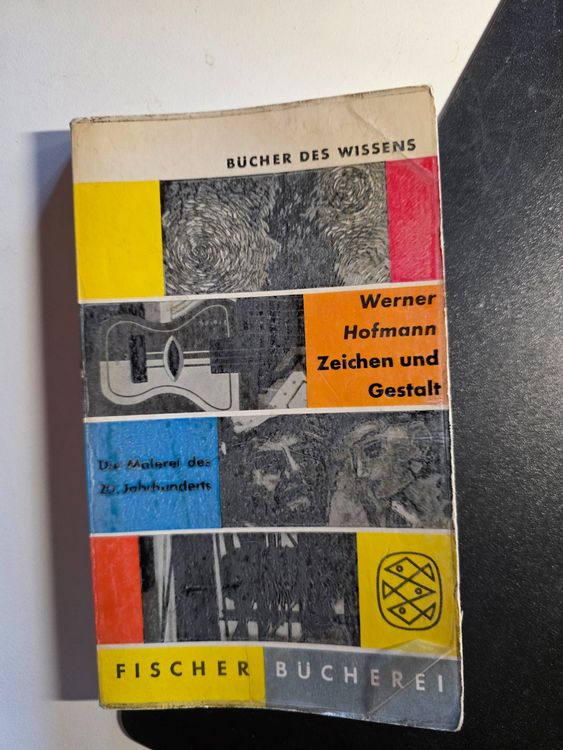 BÜCHER DES WISSENS
Werner
Hofmann
Zeichen und
Gestalt
Die Malerei des
20. Jahrhunderts
FISCHER BÜCHEREI